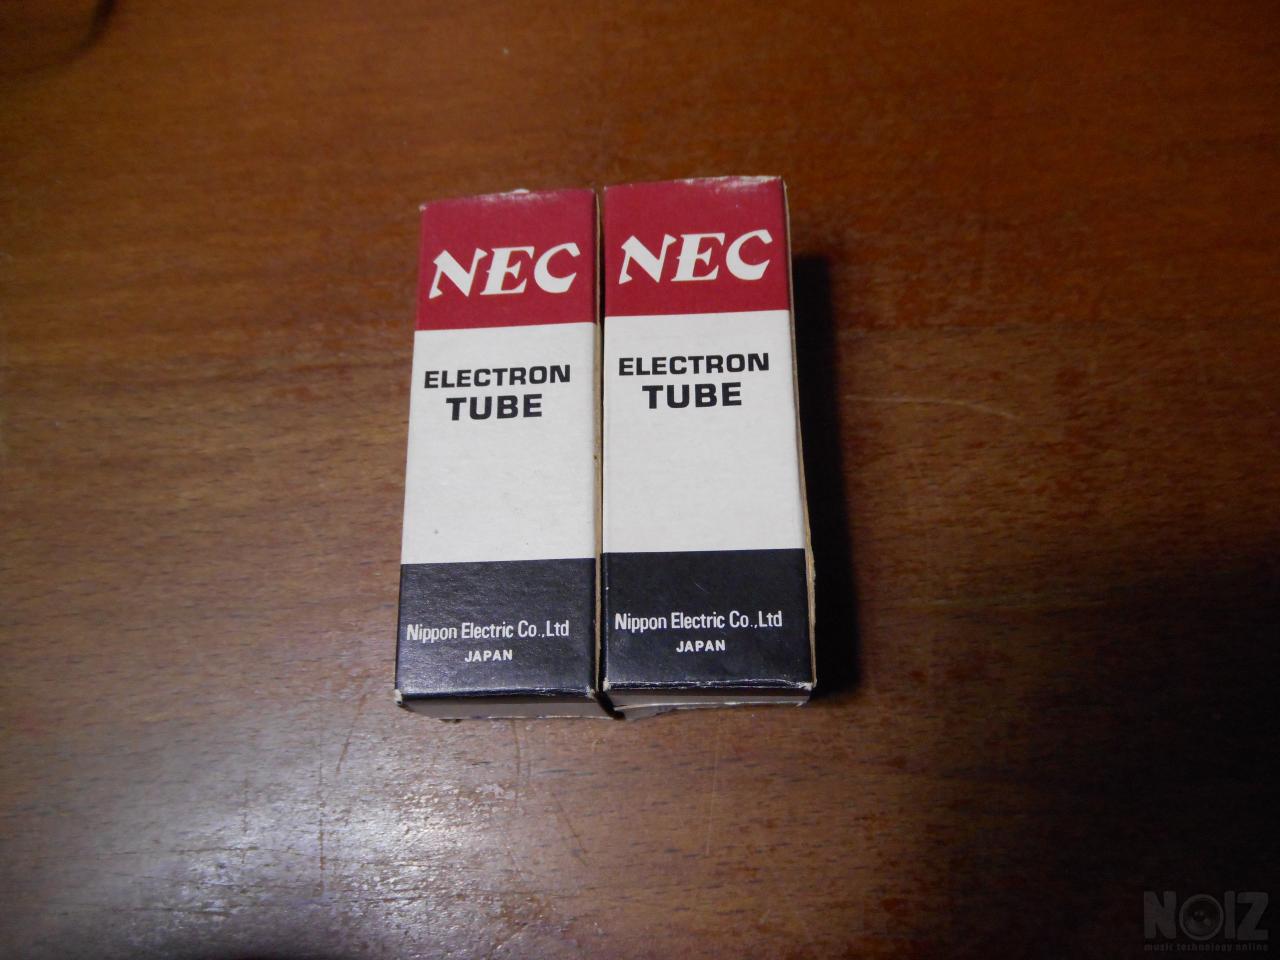 NEC
ELECTRON
TUBE
Nippon Electric Co.,Ltd
JAPAN
NEC
ELECTRON
TUBE
Nippon Electric Co.,Ltd
JAPAN
NOIZ
music technology online